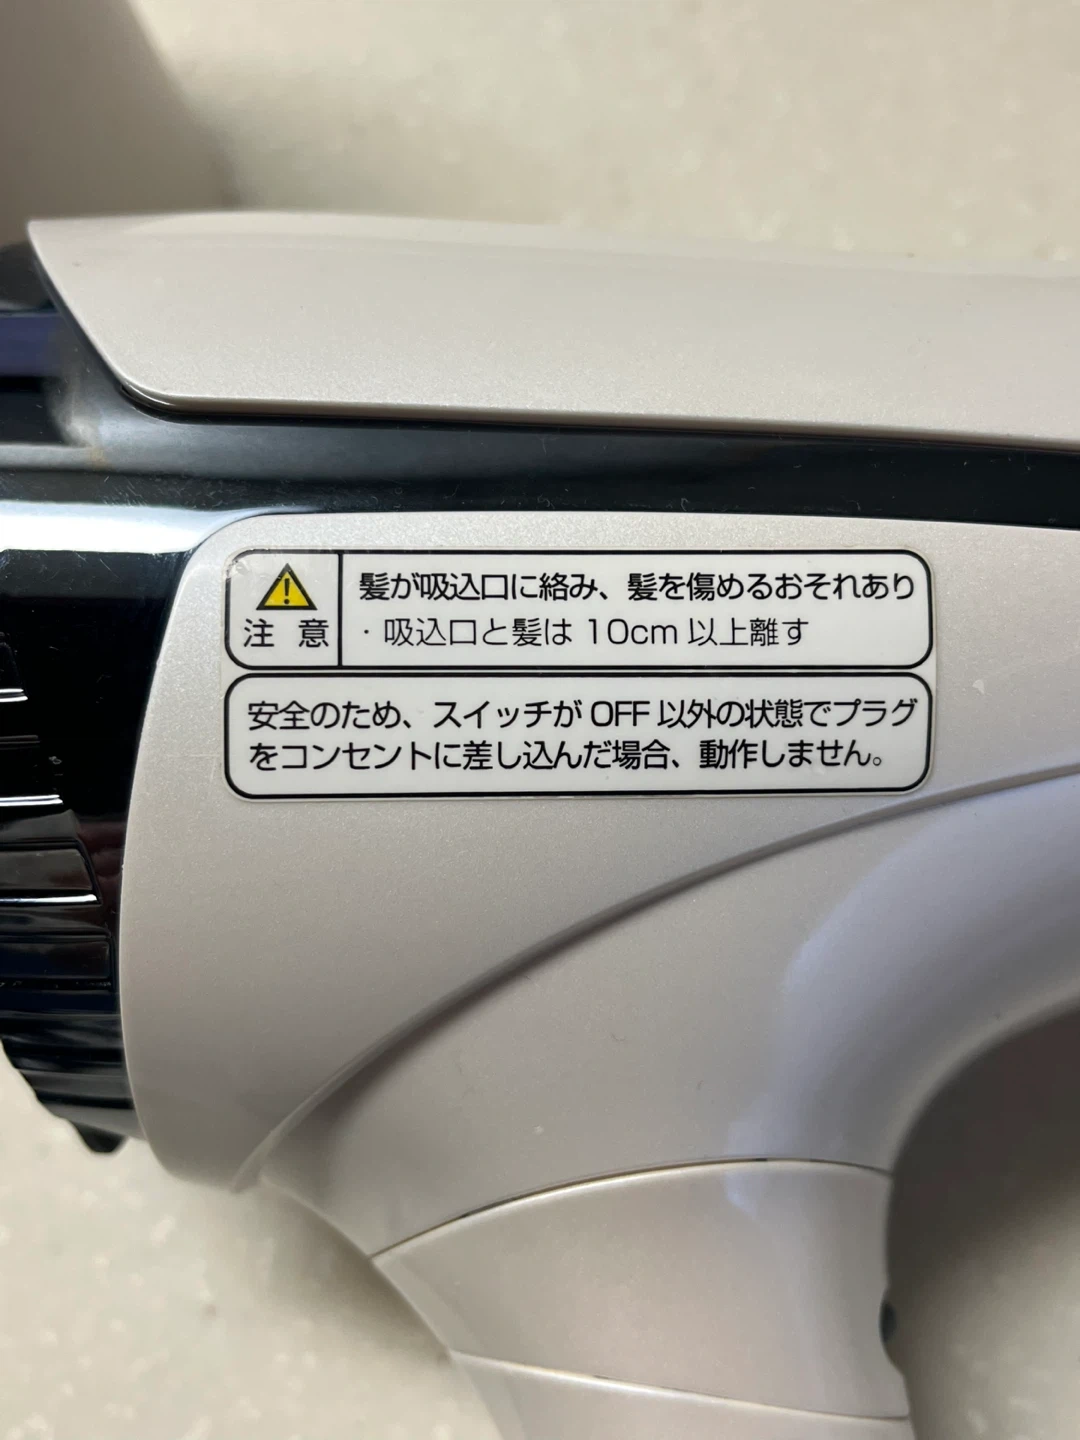 髪が吸込口に絡み、髪を傷めるおそれあり
注 意
・吸込口と髪は 10cm 以上離す
安全のため、スイッチが OFF 以外の状態でプラグ
をコンセントに差し込んだ場合、動作しません。